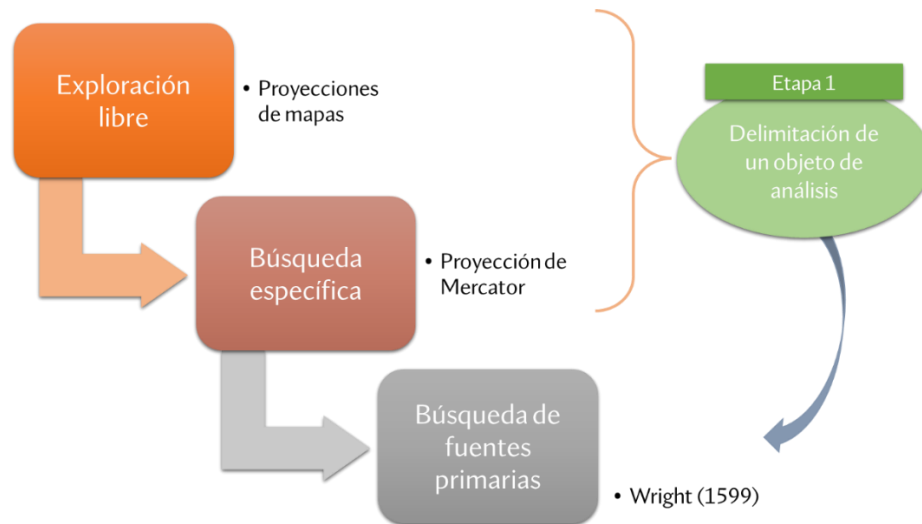 Exploración
libre
• Proyecciones
de mapas
Etapa 1
Delimitación de
un objeto de
análisis
Búsqueda
específica
• Proyección de
Mercator
Búsqueda de
fuentes
primarias
• Wright (1599)